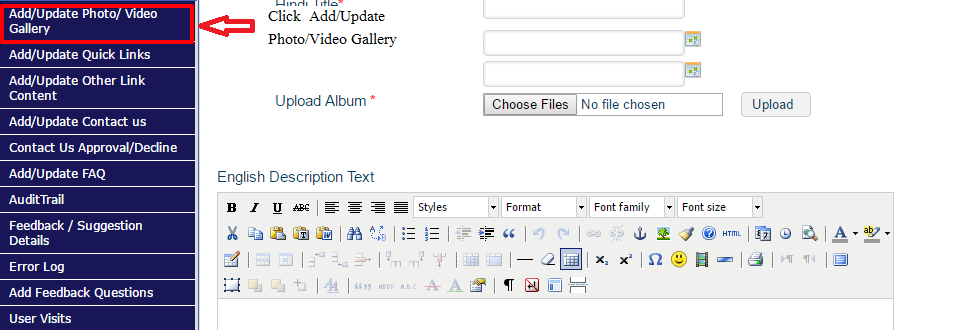 Add/Update Photo/ Video
Gallery
Add/Update Quick Links
Add/Update Other Link
Content
Add/Update Contact us
Contact Us Approval/Decline
Add/Update FAQ
AuditTrail
Feedback / Suggestion
Details
Error Log
Add Feedback Questions
User Visits
Hindi Title*
Click Add/Update
Photo/Video Gallery
Upload Album *
Choose Files No file chosen
Upload
English Description Text
B I U ABC Styles Format Font family Font size
HTML